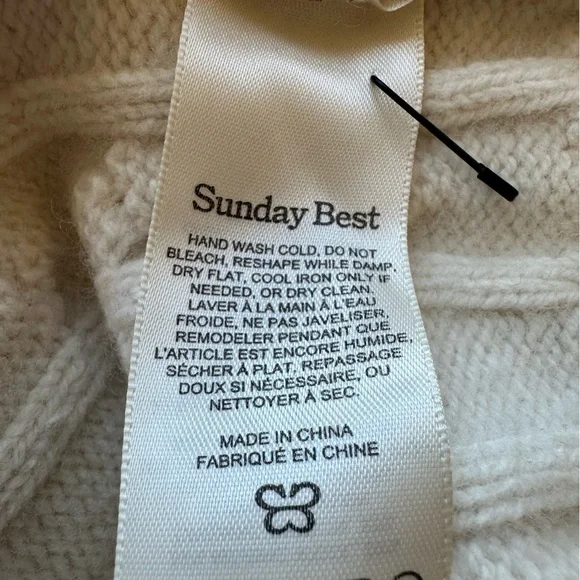 Sunday Best
HAND WASH COLD, DO NOT
BLEACH, RESHAPE WHILE DAMP.
DRY FLAT, COOL IRON ONLY IF
NEEDED, OR DRY CLEAN.
LAVER À LA MAIN À L'EAU
FROIDE, NE PAS JAVELISER,
REMODELER PENDANT QUE
L'ARTICLE EST ENCORE HUMIDE,
SÉCHER À PLAT, REPASSAGE
DOUX SI NÉCESSAIRE, OU
NETTOYER À SEC.
MADE IN CHINA
FABRIQUÉ EN CHINE